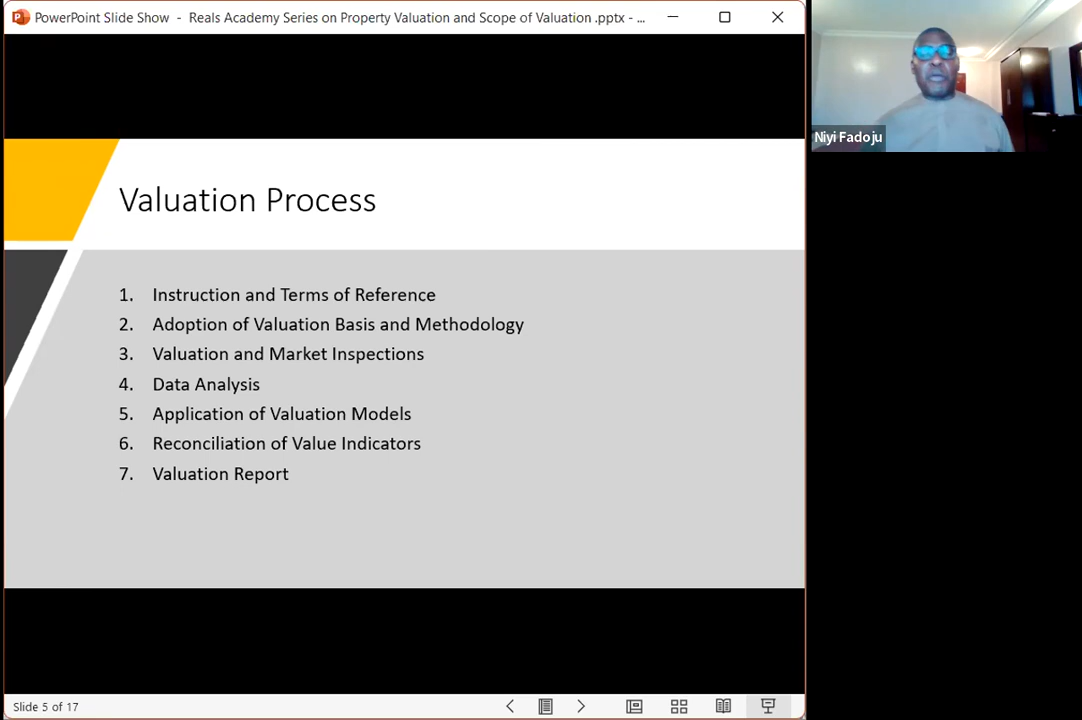 PowerPoint Slide Show - Reals Academy Series on Property Valuation and Scope of Valuation .pptx - ...
Niyi Fadoju
Valuation Process
1. Instruction and Terms of Reference
2. Adoption of Valuation Basis and Methodology
3. Valuation and Market Inspections
4. Data Analysis
5. Application of Valuation Models
6. Reconciliation of Value Indicators
7. Valuation Report
Slide 5 of 17